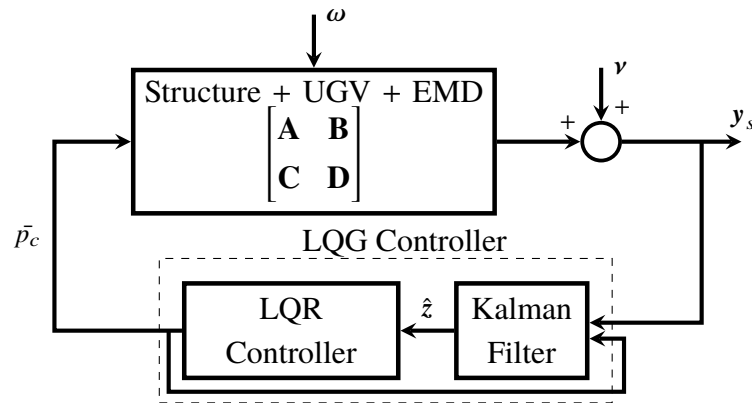 ω
Structure + UGV + EMD
[A B
C D]
ν
+
+
y_s
p̄_c
LQG Controller
LQR
Controller
ẑ
Kalman
Filter